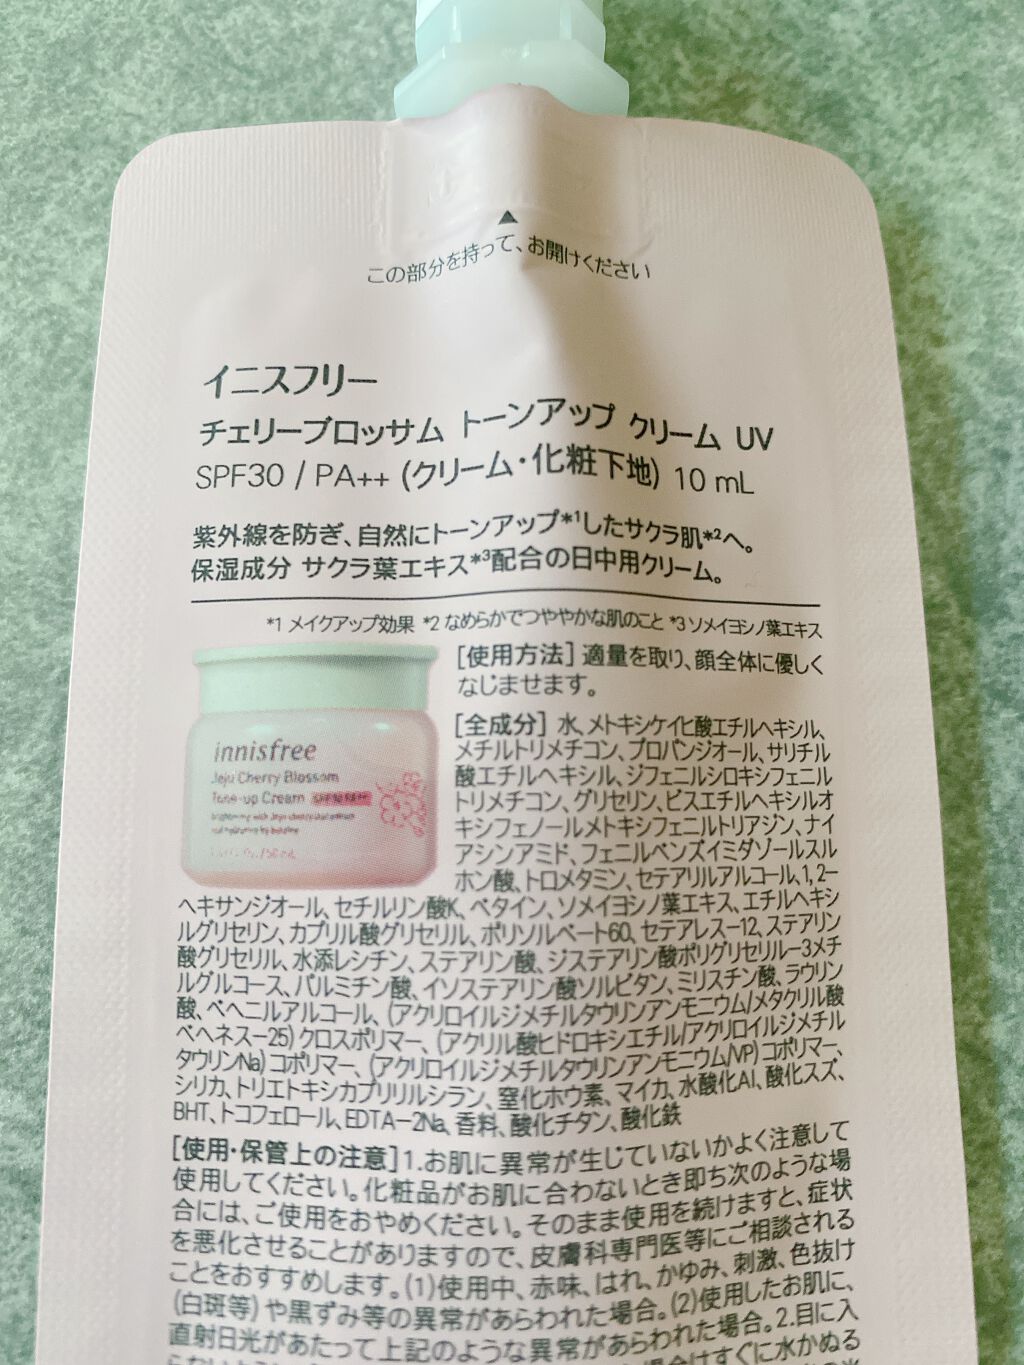 ▲
この部分を持って、お開けください
イニスフリー
チェリーブロッサム トーンアップ クリーム UV
SPF30 / PA++ (クリーム・化粧下地) 10 mL
紫外線を防ぎ、自然にトーンアップ*1したサクラ肌*2へ。
保湿成分 サクラ葉エキス*3配合の日中用クリーム。
*1 メイクアップ効果 *2 なめらかでつややかな肌のこと *3 ソメイヨシノ葉エキス
[使用方法] 適量を取り、顔全体に優しく
なじませます。
innisfree
Jeju Cherry Blossom
Tone-up Cream SPF30 PA++
[全成分] 水、メトキシケイヒ酸エチルヘキシル、
メチルトリメチコン、プロパンジオール、サリチル
酸エチルヘキシル、ジフェニルシロキシフェニル
トリメチコン、グリセリン、ビスエチルヘキシルオ
キシフェノールメトキシフェニルトリアジン、ナイ
アシンアミド、フェニルベンズイミダゾールスル
ホン酸、トロメタミン、セテアリルアルコール、1,2-
ヘキサンジオール、セチルリン酸K、ベタイン、ソメイヨシノ葉エキス、エチルヘキシ
ルグリセリン、カプリル酸グリセリル、ポリソルベート60、セテアレス-12、ステアリン
酸グリセリル、水添レシチン、ステアリン酸、ジステアリン酸ポリグリセリル-3メチ
ルグルコース、パルミチン酸、イソステアリン酸ソルビタン、ミリスチン酸、ラウリン
酸、ベヘニルアルコール、(アクリロイルジメチルタウリンアンモニウム/メタクリル酸
ベヘネス-25) クロスポリマー、(アクリル酸ヒドロキシエチル/アクリロイルジメチル
タウリンNa) コポリマー、(アクリロイルジメチルタウリンアンモニウム/VP) コポリマー、
シリカ、トリエトキシカプリリルシラン、窒化ホウ素、マイカ、水酸化Al、酸化スズ、
BHT、トコフェロール、EDTA-2Na、香料、酸化チタン、酸化鉄
[使用・保管上の注意] 1.お肌に異常が生じていないかよく注意して
使用してください。化粧品がお肌に合わないとき即ち次のような場
合には、ご使用をおやめください。そのまま使用を続けますと、症状
を悪化させることがありますので、皮膚科専門医等にご相談される
ことをおすすめします。(1)使用中、赤味、はれ、かゆみ、刺激、色抜け
(白斑等) や黒ずみ等の異常があらわれた場合。(2)使用したお肌に、
直射日光があたって上記のような異常があらわれた場合。2.目に入
場合はすぐに水かぬる